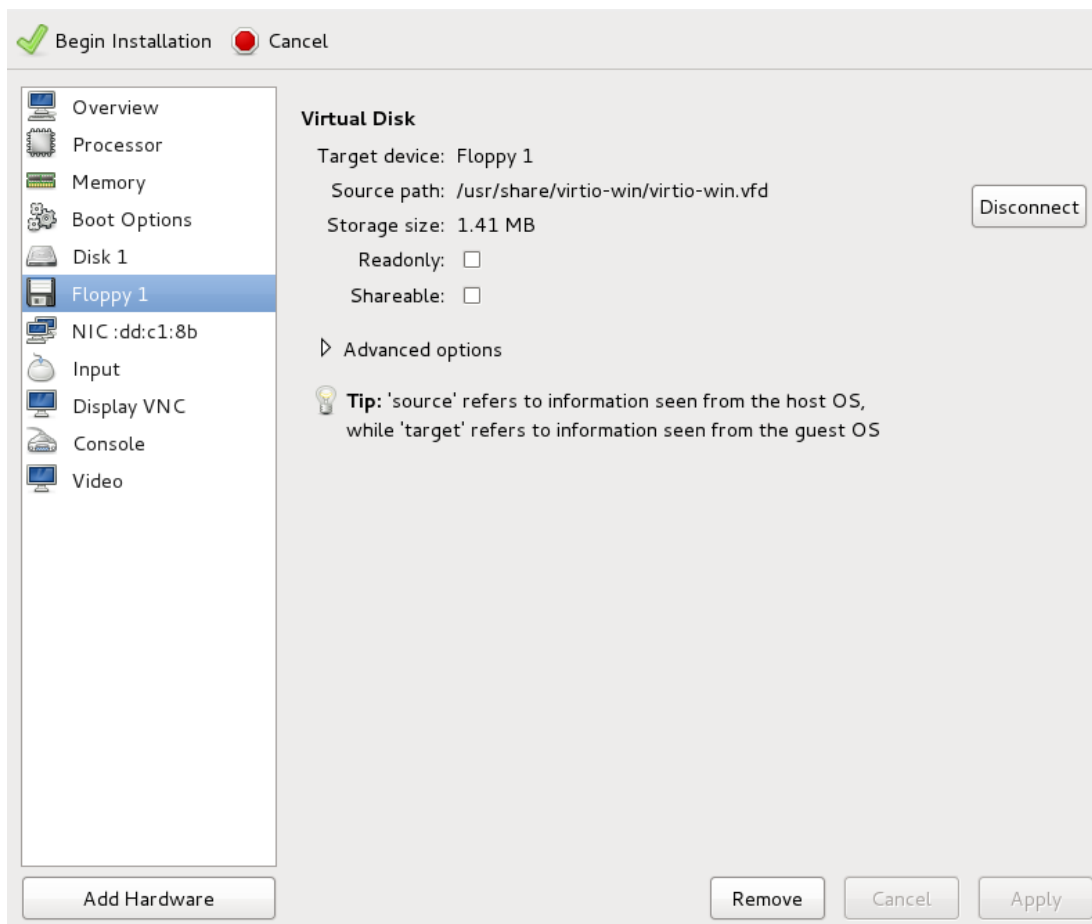 Begin Installation Cancel
Overview
Processor
Memory
Boot Options
Disk 1
Floppy 1
NIC :dd:c1:8b
Input
Display VNC
Console
Video
Add Hardware
Virtual Disk
Target device: Floppy 1
Source path: /usr/share/virtio-win/virtio-win.vfd
Disconnect
Storage size: 1.41 MB
Readonly:
Shareable:
Advanced options
Tip: 'source' refers to information seen from the host OS,
while 'target' refers to information seen from the guest OS
Remove Cancel Apply